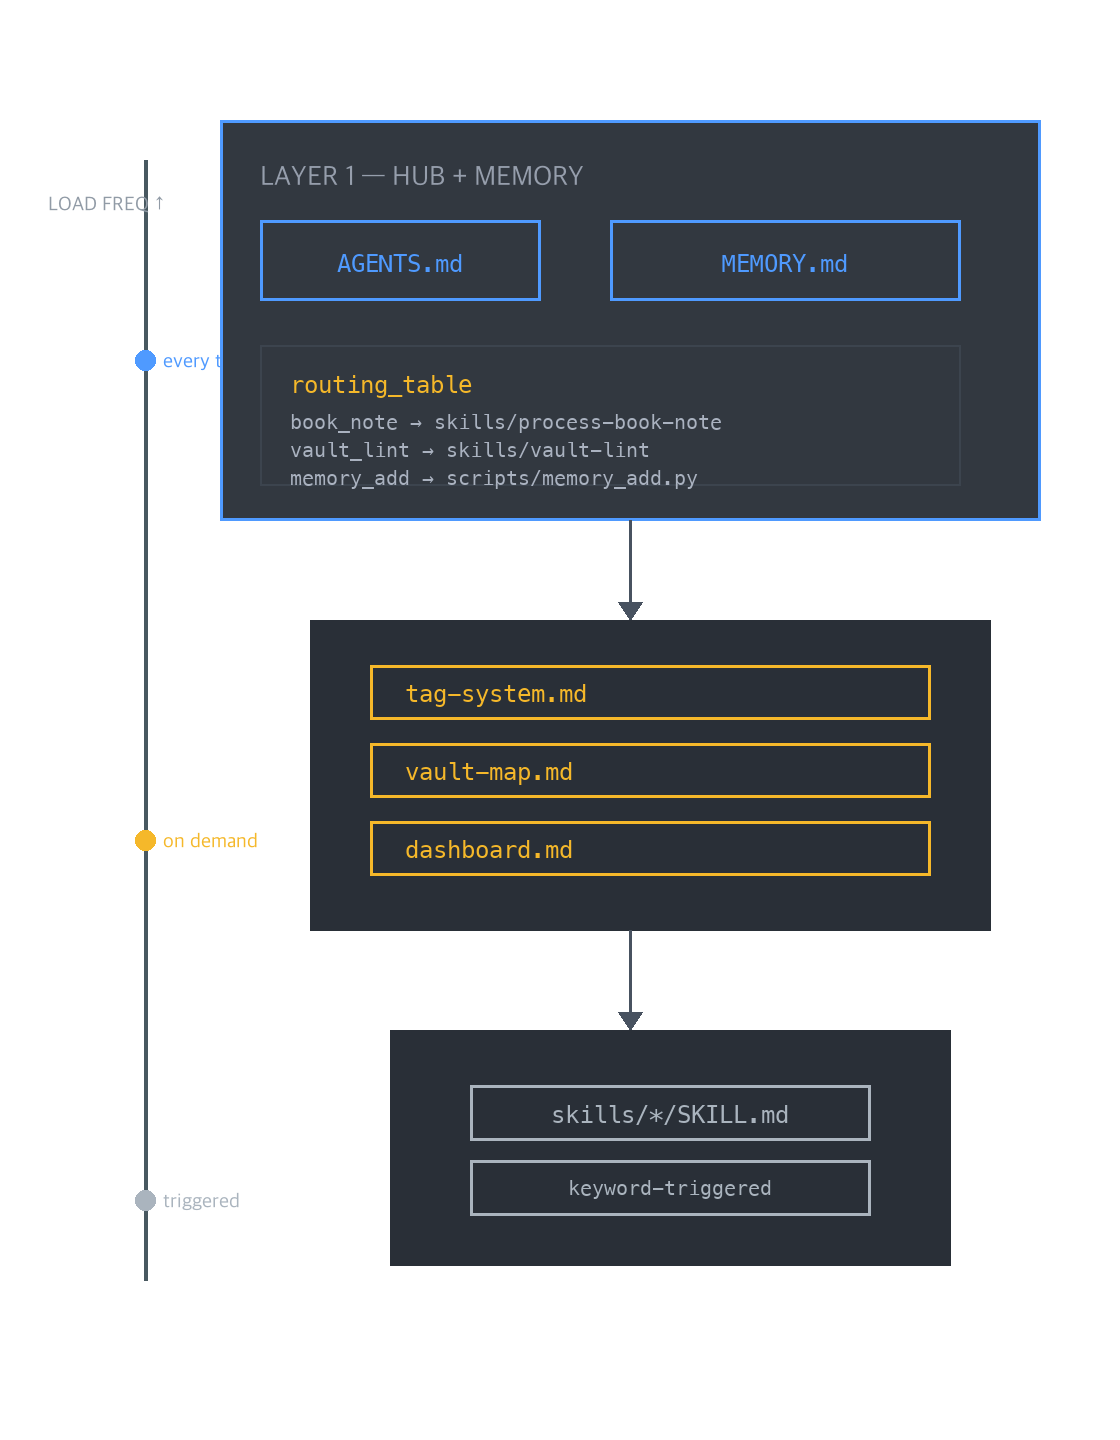 LAYER 1 — HUB + MEMORY
LOAD FREQ ↑
AGENTS.md
MEMORY.md
every t
routing_table
book_note → skills/process-book-note
vault_lint → skills/vault-lint
memory_add → scripts/memory_add.py
tag-system.md
vault-map.md
on demand
dashboard.md
skills/*/SKILL.md
keyword-triggered
triggered